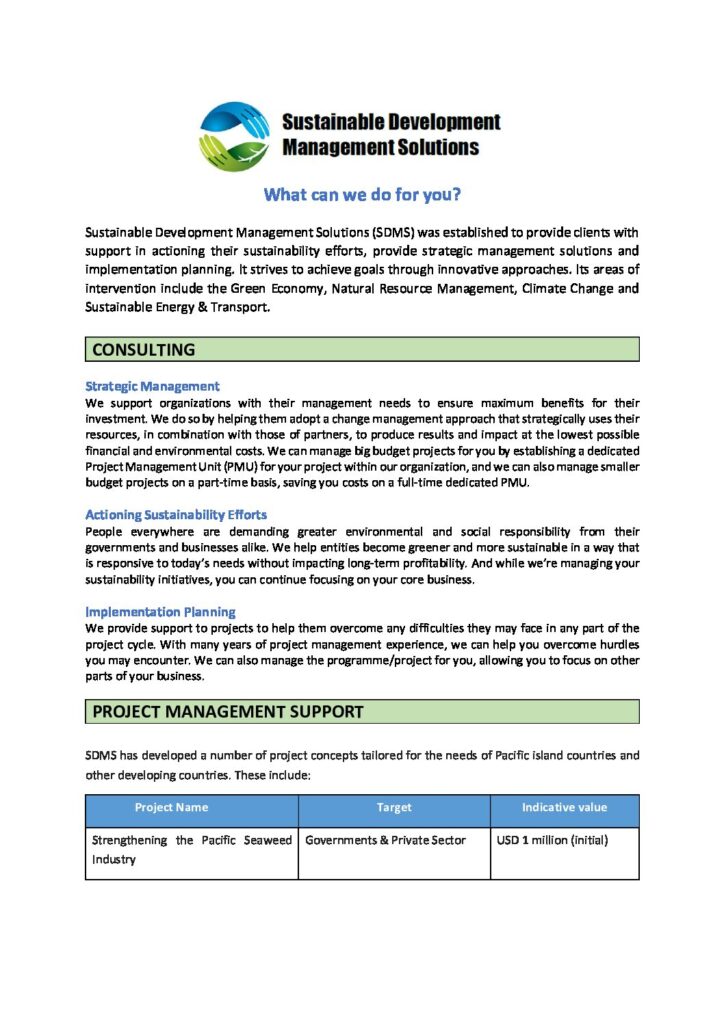 Sustainable Development
Management Solutions
What can we do for you?
Sustainable Development Management Solutions (SDMS) was established to provide clients with
support in actioning their sustainability efforts, provide strategic management solutions and
implementation planning. It strives to achieve goals through innovative approaches. Its areas of
intervention include the Green Economy, Natural Resource Management, Climate Change and
Sustainable Energy & Transport.
CONSULTING
Strategic Management
We support organizations with their management needs to ensure maximum benefits for their
investment. We do so by helping them adopt a change management approach that strategically uses their
resources, in combination with those of partners, to produce results and impact at the lowest possible
financial and environmental costs. We can manage big budget projects for you by establishing a dedicated
Project Management Unit (PMU) for your project within our organization, and we can also manage smaller
budget projects on a part-time basis, saving you costs on a full-time dedicated PMU.
Actioning Sustainability Efforts
People everywhere are demanding greater environmental and social responsibility from their
governments and businesses alike. We help entities become greener and more sustainable in a way that
is responsive to today's needs without impacting long-term profitability. And while we're managing your
sustainability initiatives, you can continue focusing on your core business.
Implementation Planning
We provide support to projects to help them overcome any difficulties they may face in any part of the
project cycle. With many years of project management experience, we can help you overcome hurdles
you may encounter. We can also manage the programme/project for you, allowing you to focus on other
parts of your business.
PROJECT MANAGEMENT SUPPORT
SDMS has developed a number of project concepts tailored for the needs of Pacific island countries and
other developing countries. These include:
Project Name Target Indicative value
Strengthening the Pacific Seaweed Governments & Private Sector USD 1 million (initial)
Industry